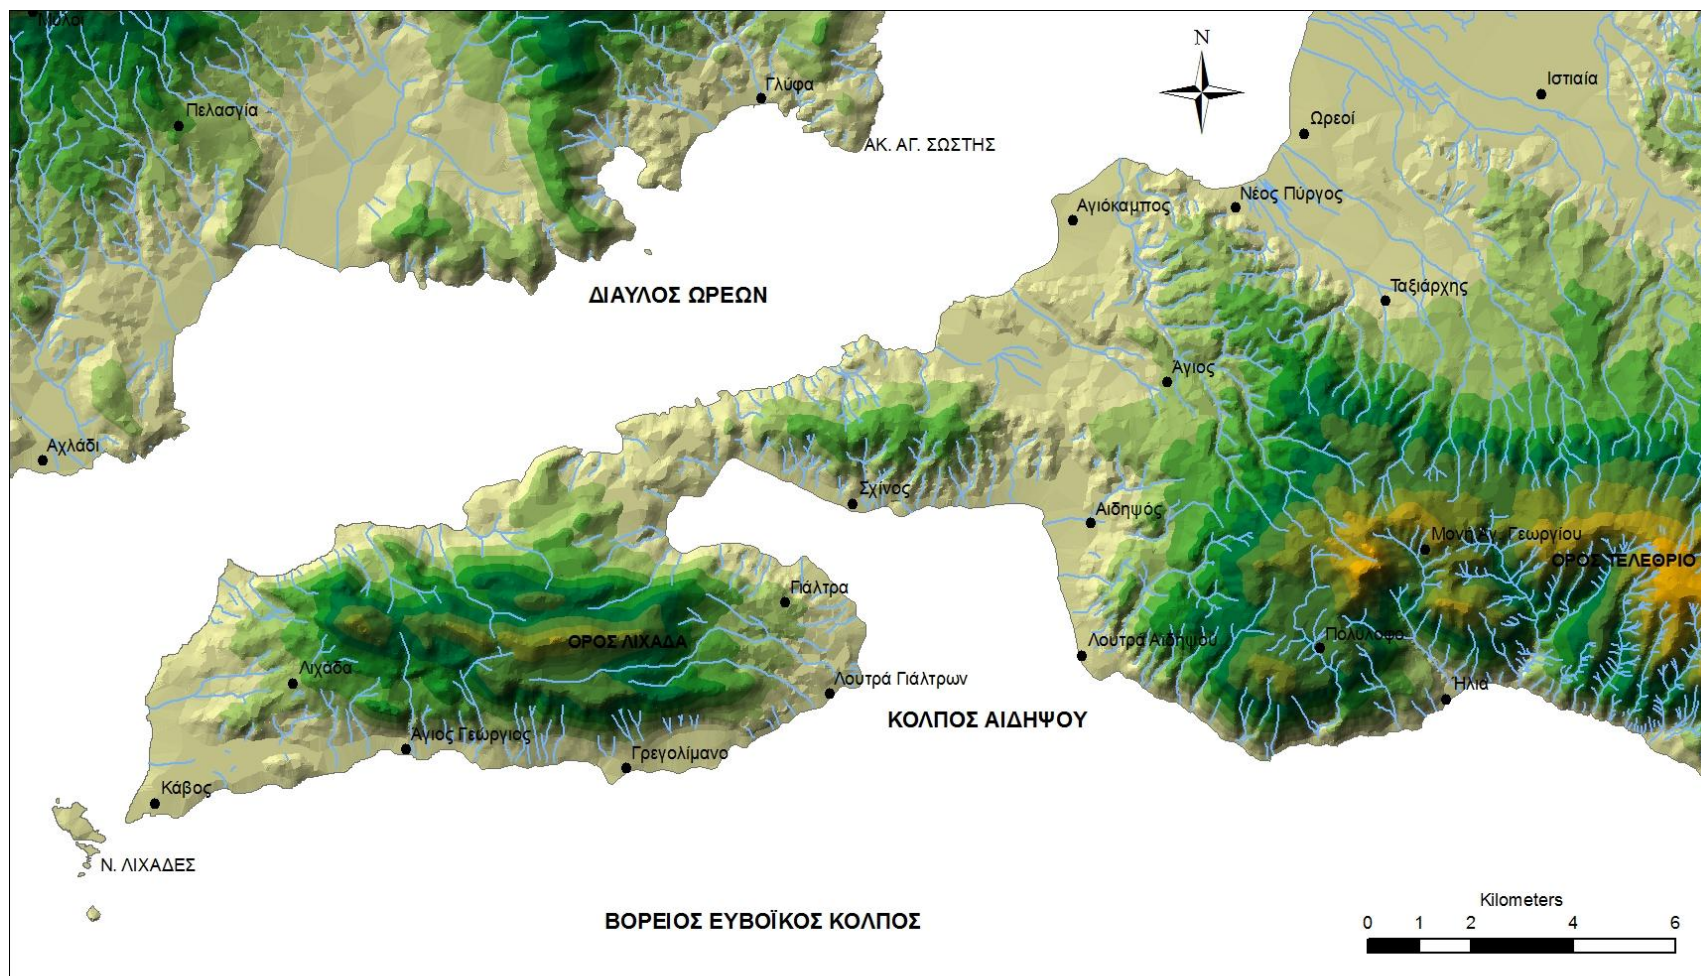 Μύλοι
Γλύφα
Ν
Ιστιαία
Πελασγία
Ωρεοί
ΑΚ. ΑΓ. ΣΩΣΤΗΣ
Νέος Πύργος
Αγιόκαμπος
ΔΙΑΥΛΟΣ ΩΡΕΩΝ
Ταξιάρχης
Άγιος
Αχλάδι
Σχίνος
Αιδηψός
Μονή Αγ. Γεωργίου
ΟΡΟΣ ΤΕΛΕΘΡΙΟ
Γιάλτρα
ΟΡΟΣ ΛΙΧΑΔΑ
Λουτρά Αιδηψού
Πολύλοφο
Λιχάδα
Ήλια
Λουτρά Γιάλτρων
ΚΟΛΠΟΣ ΑΙΔΗΨΟΥ
Άγιος Γεώργιος
Γρεγολίμανο
Κάβος
Ν. ΛΙΧΑΔΕΣ
ΒΟΡΕΙΟΣ ΕΥΒΟΪΚΟΣ ΚΟΛΠΟΣ
Kilometers
0 1 2 4 6